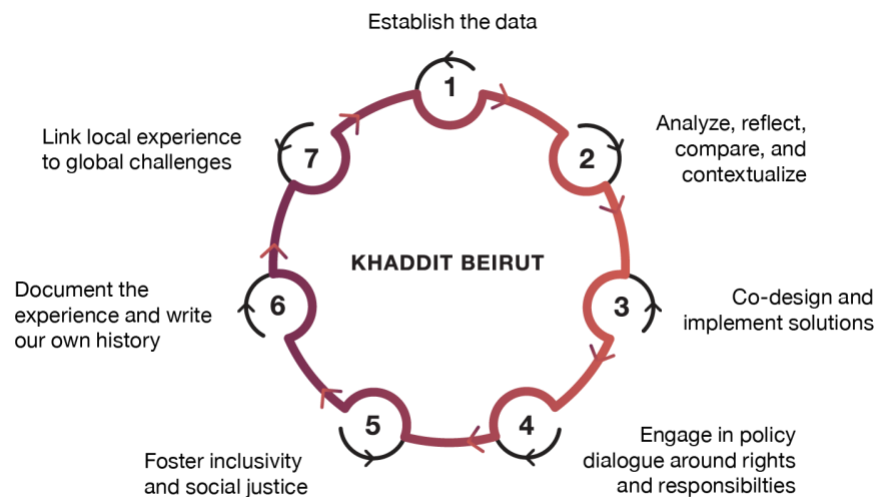 Establish the data
1
2
Analyze, reflect,
compare, and
contextualize
3
Co-design and
implement solutions
4
Engage in policy
dialogue around rights
and responsibilties
5
Foster inclusivity
and social justice
6
Document the
experience and write
our own history
7
Link local experience
to global challenges
KHADDIT BEIRUT